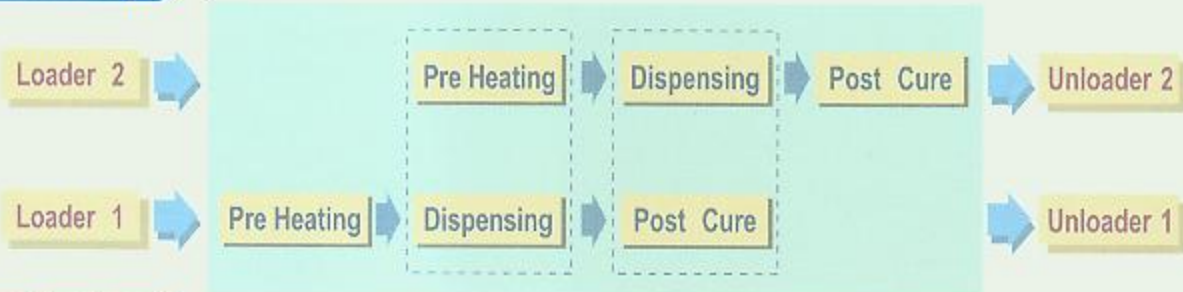 Loader 2 Pre Heating Dispensing Post Cure Unloader 2
Loader 1 Pre Heating Dispensing Post Cure Unloader 1